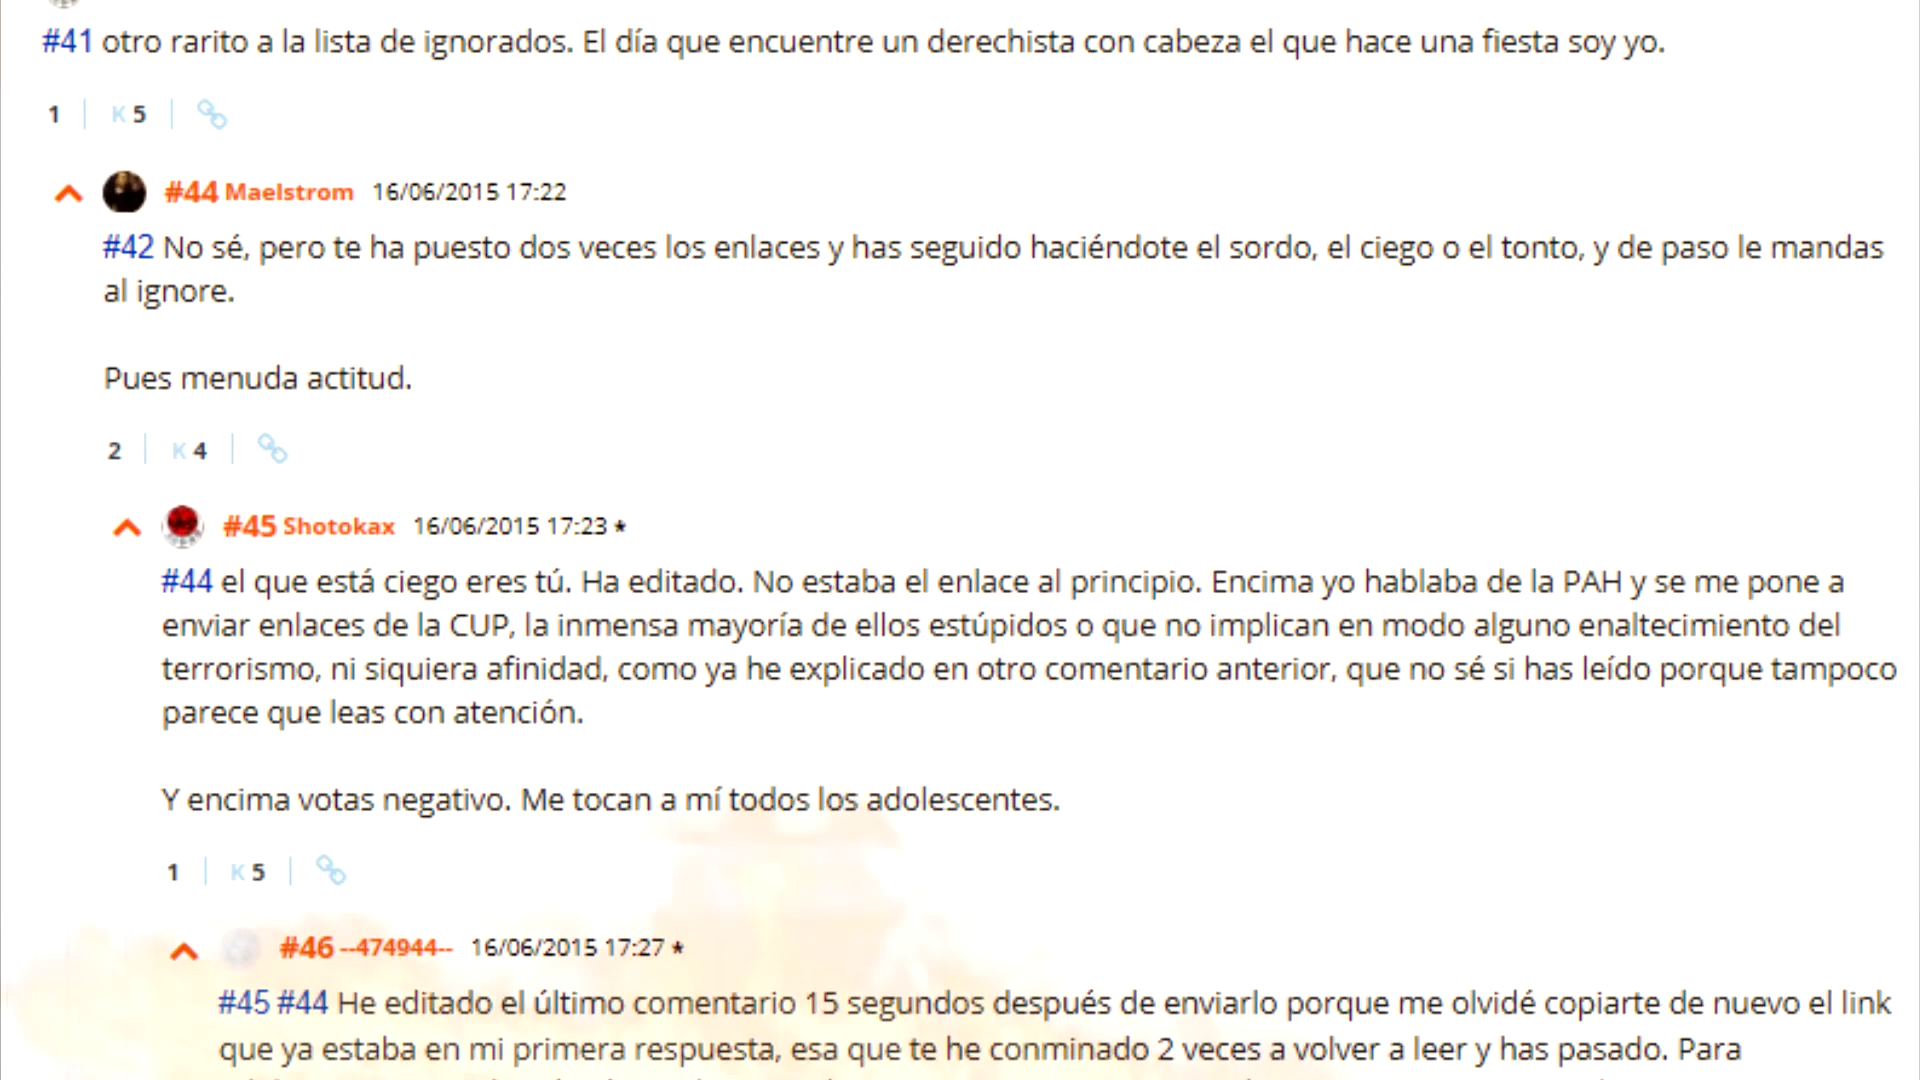 #41 otro rarito a la lista de ignorados. El día que encuentre un derechista con cabeza el que hace una fiesta soy yo.
1 K 5
#44 Maelstrom 16/06/2015 17:22
#42 No sé, pero te ha puesto dos veces los enlaces y has seguido haciéndote el sordo, el ciego o el tonto, y de paso le mandas
al ignore.
Pues menuda actitud.
2 K 4
#45 Shotokax 16/06/2015 17:23 *
#44 el que está ciego eres tú. Ha editado. No estaba el enlace al principio. Encima yo hablaba de la PAH y se me pone a
enviar enlaces de la CUP, la inmensa mayoría de ellos estúpidos o que no implican en modo alguno enaltecimiento del
terrorismo, ni siquiera afinidad, como ya he explicado en otro comentario anterior, que no sé si has leído porque tampoco
parece que leas con atención.
Y encima votas negativo. Me tocan a mí todos los adolescentes.
1 K 5
#46 --474944-- 16/06/2015 17:27 *
#45 #44 He editado el último comentario 15 segundos después de enviarlo porque me olvidé copiarte de nuevo el link
que ya estaba en mi primera respuesta, esa que te he conminado 2 veces a volver a leer y has pasado. Para